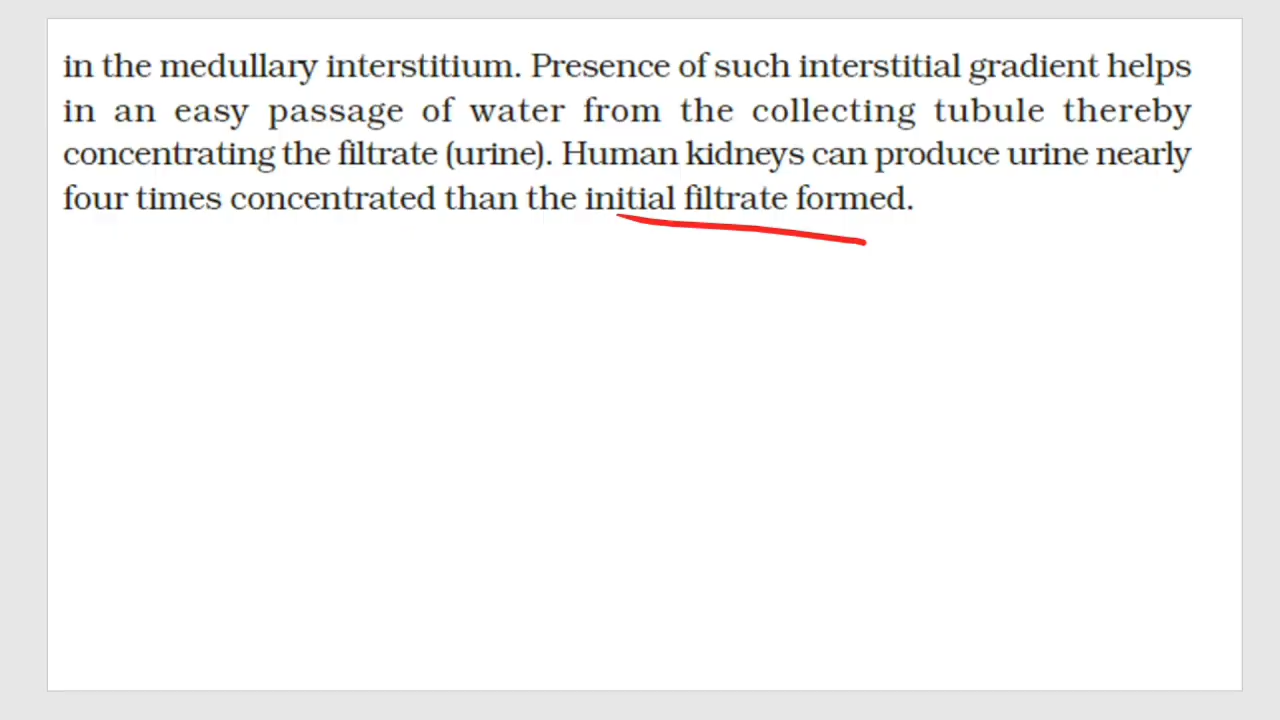 in the medullary interstitium. Presence of such interstitial gradient helps
in an easy passage of water from the collecting tubule thereby
concentrating the filtrate (urine). Human kidneys can produce urine nearly
four times concentrated than the initial filtrate formed.